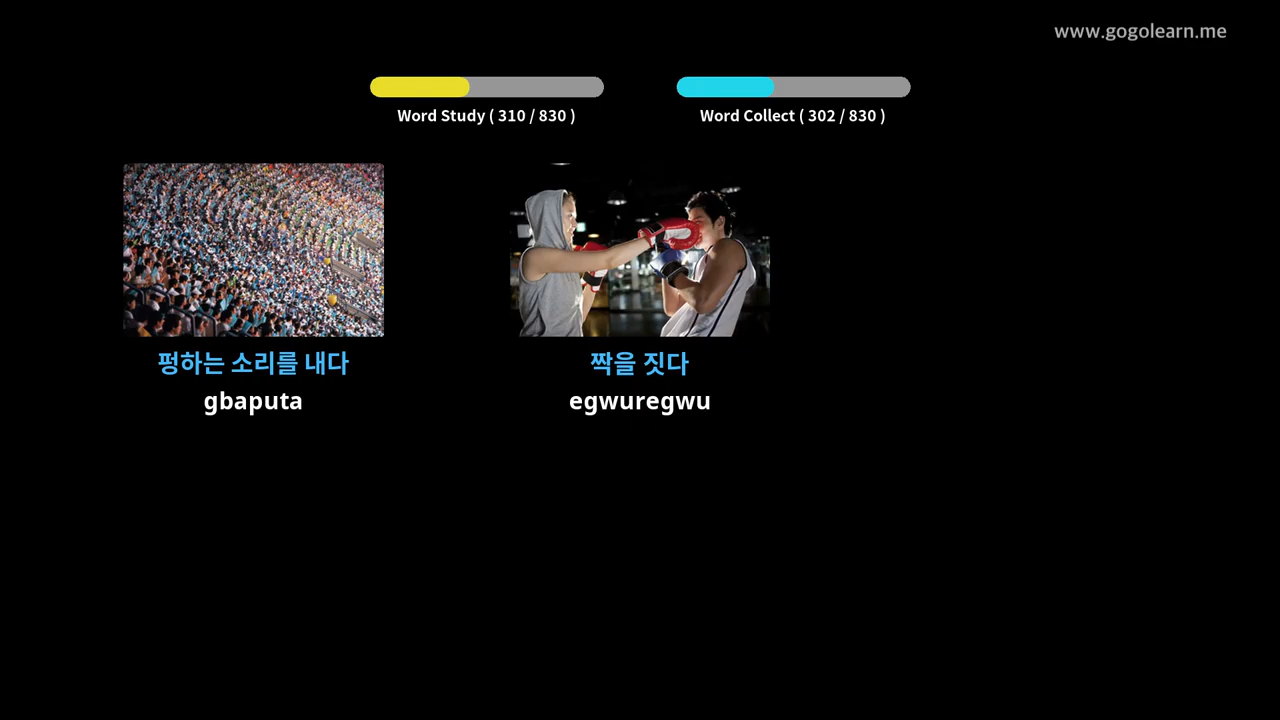 www.gogolearn.me
Word Study ( 310 / 830 )
Word Collect ( 302 / 830 )
펑하는 소리를 내다
gbaputa
짝을 짓다
egwuregwu